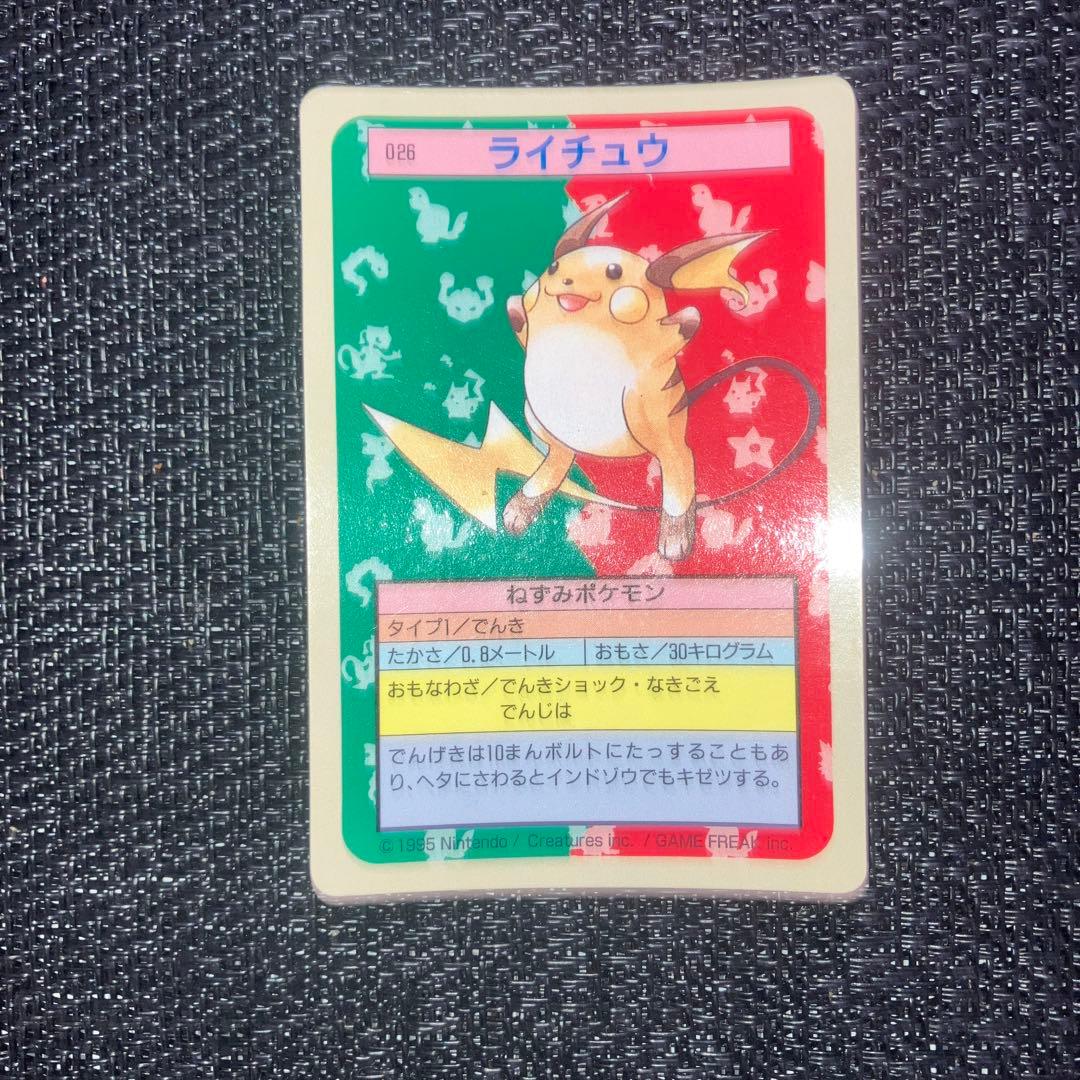 026 ライチュウ
ねずみポケモン
タイプ1／でんき
たかさ／0.8メートル おもさ／30キログラム
おもなわざ／でんきショック・なきごえ
でんじは
でんげきは10まんボルトにたっすることもあ
り、ヘタにさわるとインドゾウでもキゼツする。
©1995 Nintendo / Creatures inc. / GAME FREAK inc.